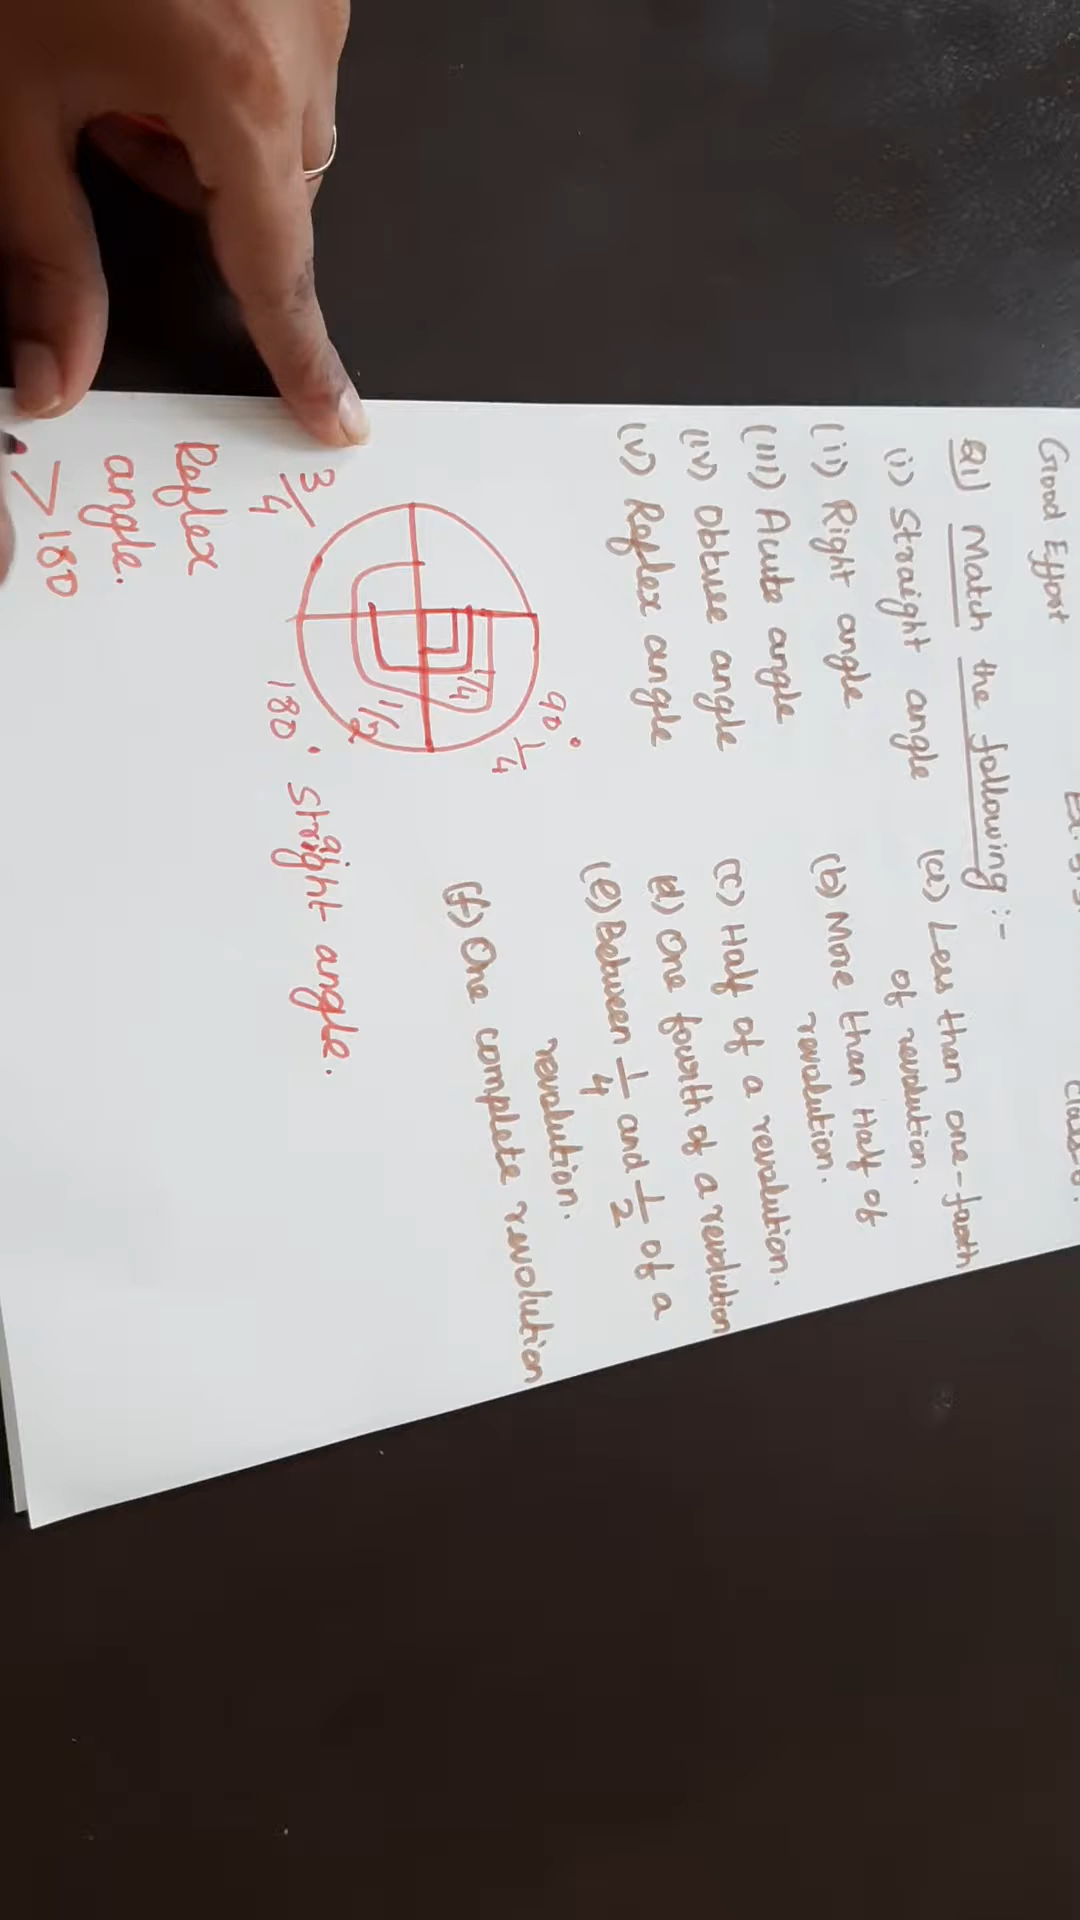 Good Effort
Q1) Match the following :-
(i) Straight angle
(ii) Right angle
(iii) Aute angle
(iv) Obtuse angle
(v) Reflex angle
(a) Less than one-footh
of revolution.
(b) More than Half of
revolution.
(c) Half of a revolution.
(d) One fourth of a revolution
(e) Between 1/4 and 1/2 of a
revolution.
(f) One complete revolution
90° 1/4
1/4
1/2
180° straight angle.
3/4
Reflex
angle.
> 180